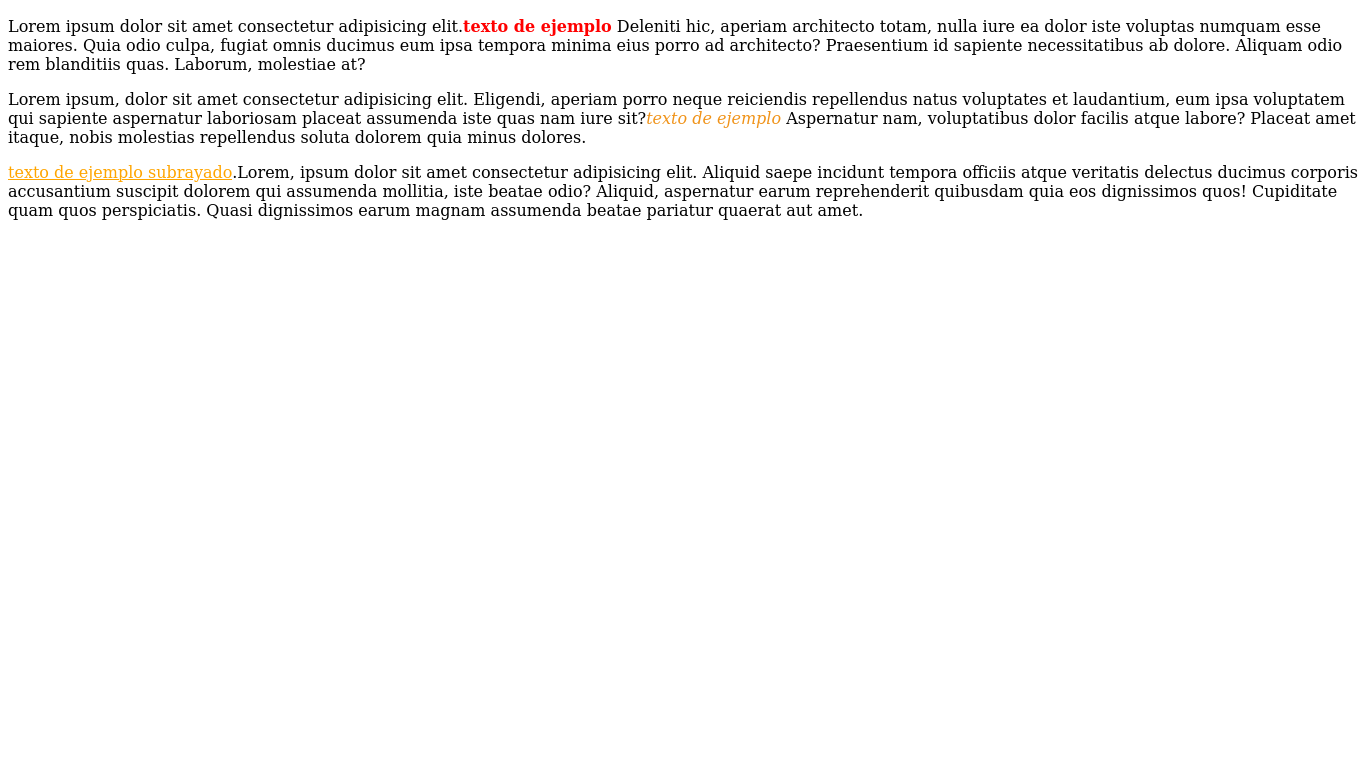 Lorem ipsum dolor sit amet consectetur adipisicing elit.texto de ejemplo Deleniti hic, aperiam architecto totam, nulla iure ea dolor iste voluptas numquam esse
maiores. Quia odio culpa, fugiat omnis ducimus eum ipsa tempora minima eius porro ad architecto? Praesentium id sapiente necessitatibus ab dolore. Aliquam odio
rem blanditiis quas. Laborum, molestiae at?
Lorem ipsum, dolor sit amet consectetur adipisicing elit. Eligendi, aperiam porro neque reiciendis repellendus natus voluptates et laudantium, eum ipsa voluptatem
qui sapiente aspernatur laboriosam placeat assumenda iste quas nam iure sit?texto de ejemplo Aspernatur nam, voluptatibus dolor facilis atque labore? Placeat amet
itaque, nobis molestias repellendus soluta dolorem quia minus dolores.
texto de ejemplo subrayado.Lorem, ipsum dolor sit amet consectetur adipisicing elit. Aliquid saepe incidunt tempora officiis atque veritatis delectus ducimus corporis
accusantium suscipit dolorem qui assumenda mollitia, iste beatae odio? Aliquid, aspernatur earum reprehenderit quibusdam quia eos dignissimos quos! Cupiditate
quam quos perspiciatis. Quasi dignissimos earum magnam assumenda beatae pariatur quaerat aut amet.